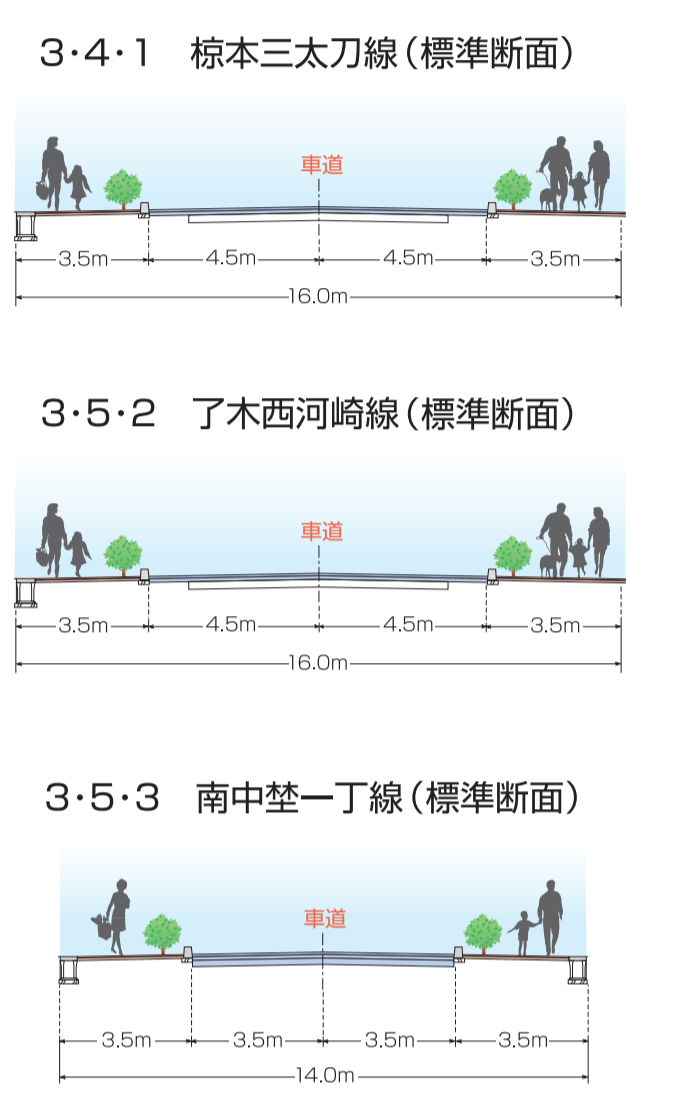 3・4・1 椋本三太刀線（標準断面）
車道
3.5m 4.5m 4.5m 3.5m
16.0m
3・5・2 了木西河崎線（標準断面）
車道
3.5m 4.5m 4.5m 3.5m
16.0m
3・5・3 南中埜一丁線（標準断面）
車道
3.5m 3.5m 3.5m 3.5m
14.0m